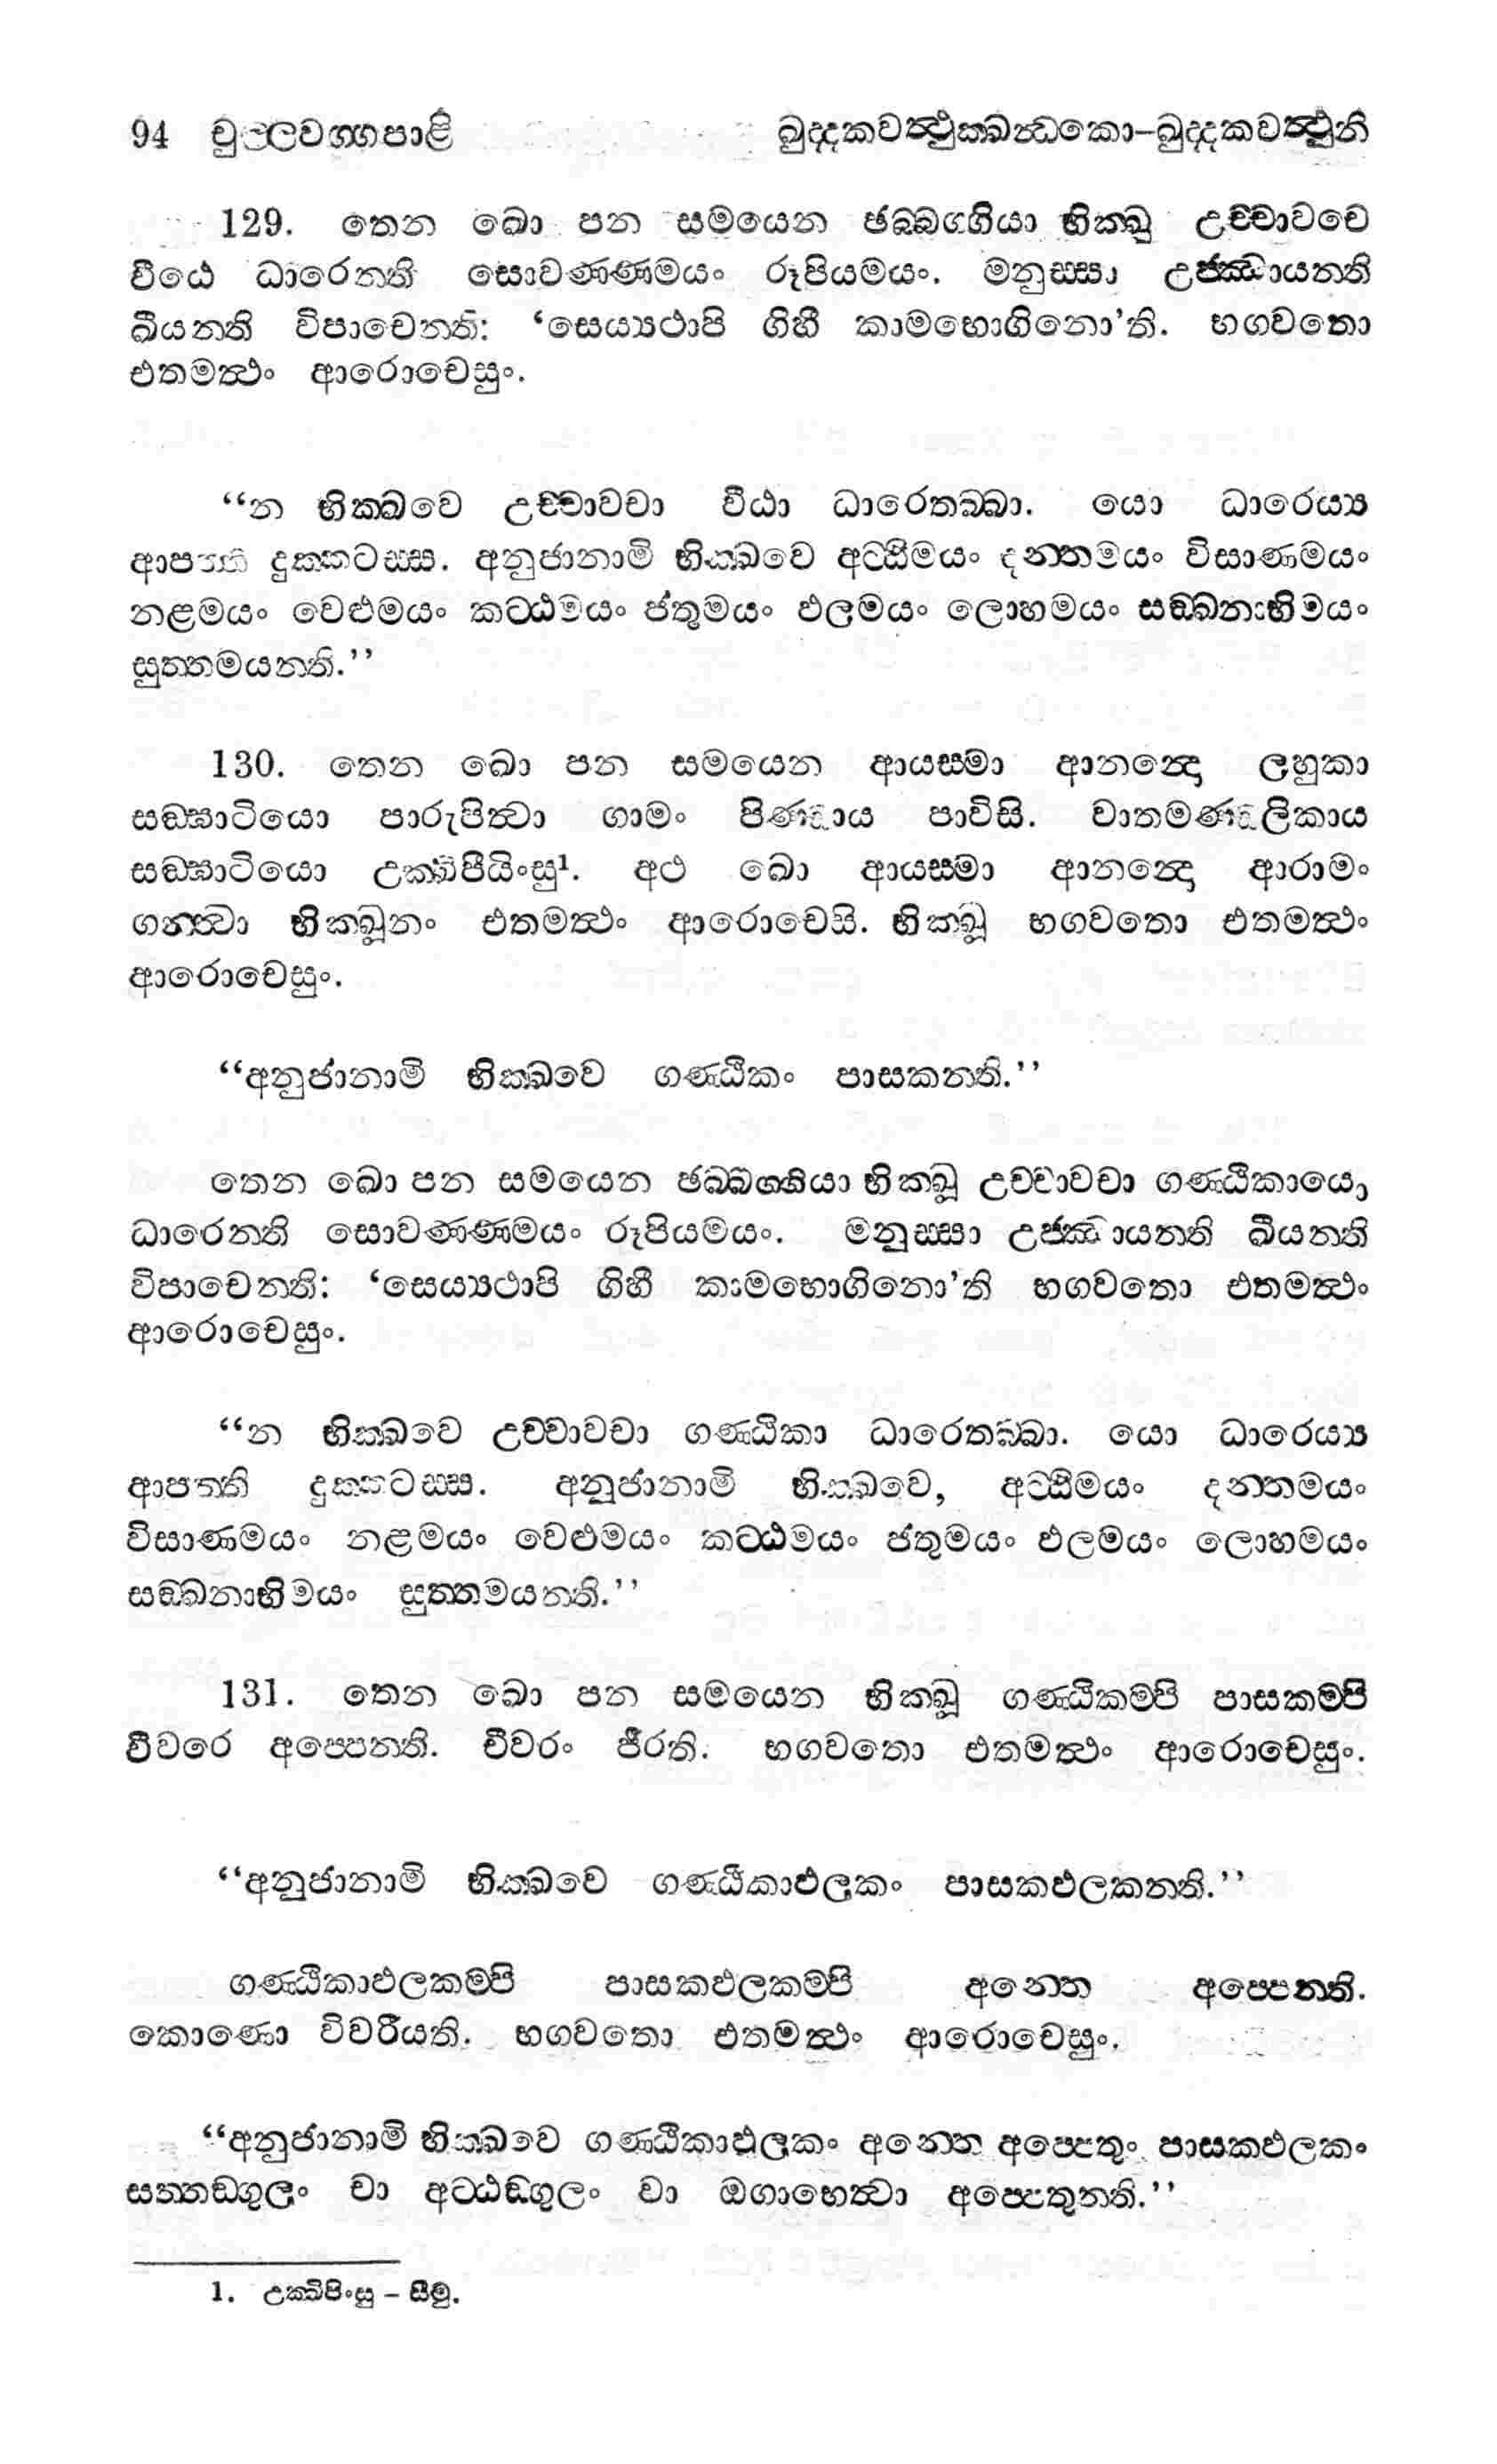 94 චුල්ලවග්ගපාළි ඛුද්දකවත්ථුක්ඛන්ධකො–ඛුද්දකවත්ථුනි
129. තෙන ඛො පන සමයෙන ඡබ්බග්ගියා භික්ඛු උච්චාවචෙ
වීඨෙ ධාරෙන්ති සොවණ්ණමයං රූපියමයං. මනුස්සා උජ්ඣායන්ති
ඛීයන්ති විපාචෙන්ති: ‘සෙය්‍යථාපි ගිහී කාමභොගිනො’ති. භගවතො
එතමත්ථං ආරොචෙසුං.
“න භික්ඛවෙ උච්චාවචා වීඨා ධාරෙතබ්බා. යො ධාරෙය්‍ය
ආපත්ති දුක්කටස්ස. අනුජානාමි භික්ඛවෙ අට්ඨිමයං දන්තමයං විසාණමයං
නළමයං වෙළුමයං කට්ඨමයං ජතුමයං ඵලමයං ලොහමයං සඞ්ඛනාභිමයං
සුත්තමයන්ති.”
130. තෙන ඛො පන සමයෙන ආයස්මා ආනන්දො ලහුකා
සඞ්ඝාටියො පාරුපිත්වා ගාමං පිණ්ඩාය පාවිසි. වාතමණ්ඩලිකාය
සඞ්ඝාටියො උක්ඛිපීයිංසු¹. අථ ඛො ආයස්මා ආනන්දො ආරාමං
ගන්ත්වා භික්ඛූනං එතමත්ථං ආරොචෙසි. භික්ඛූ භගවතො එතමත්ථං
ආරොචෙසුං.
“අනුජානාමි භික්ඛවෙ ගණ්ඨිකං පාසකන්ති.”
තෙන ඛො පන සමයෙන ඡබ්බග්ගියා භික්ඛූ උච්චාවචා ගණ්ඨිකායො
ධාරෙන්ති සොවණ්ණමයං රූපියමයං. මනුස්සා උජ්ඣායන්ති ඛීයන්ති
විපාචෙන්ති: ‘සෙය්‍යථාපි ගිහී කාමභොගිනො’ති භගවතො එතමත්ථං
ආරොචෙසුං.
“න භික්ඛවෙ උච්චාවචා ගණ්ඨිකා ධාරෙතබ්බා. යො ධාරෙය්‍ය
ආපත්ති දුක්කටස්ස. අනුජානාමි භික්ඛවෙ, අට්ඨිමයං දන්තමයං
විසාණමයං නළමයං වෙළුමයං කට්ඨමයං ජතුමයං ඵලමයං ලොහමයං
සඞ්ඛනාභිමයං සුත්තමයන්ති.”
131. තෙන ඛො පන සමයෙන භික්ඛූ ගණ්ඨිකම්පි පාසකම්පි
චීවරෙ අප්පෙන්ති. චීවරං ජීරති. භගවතො එතමත්ථං ආරොචෙසුං.
“අනුජානාමි භික්ඛවෙ ගණ්ඨිකාඵලකං පාසකඵලකන්ති.”
ගණ්ඨිකාඵලකම්පි පාසකඵලකම්පි අන්තෙ අප්පෙන්ති.
කොණො විවරීයති. භගවතො එතමත්ථං ආරොචෙසුං.
“අනුජානාමි භික්ඛවෙ ගණ්ඨිකාඵලකං අන්තෙ අප්පෙතුං පාසකඵලකං
සත්තඞ්ගුලං වා අට්ඨඞ්ගුලං වා ඔගාහෙත්වා අප්පෙතුන්ති.”
1. උක්ඛිපිංසු – සීමු.